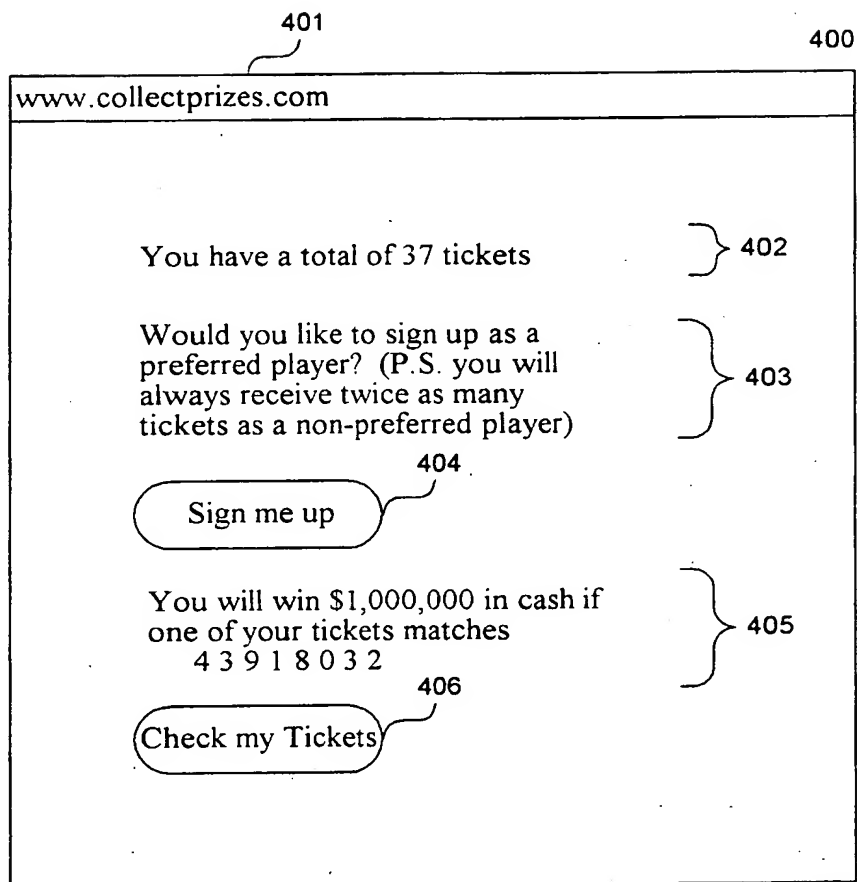 401
400
www.collectprizes.com
You have a total of 37 tickets
402
Would you like to sign up as a
preferred player? (P.S. you will
always receive twice as many
tickets as a non-preferred player)
403
404
Sign me up
You will win $1,000,000 in cash if
one of your tickets matches
4 3 9 1 8 0 3 2
405
406
Check my Tickets